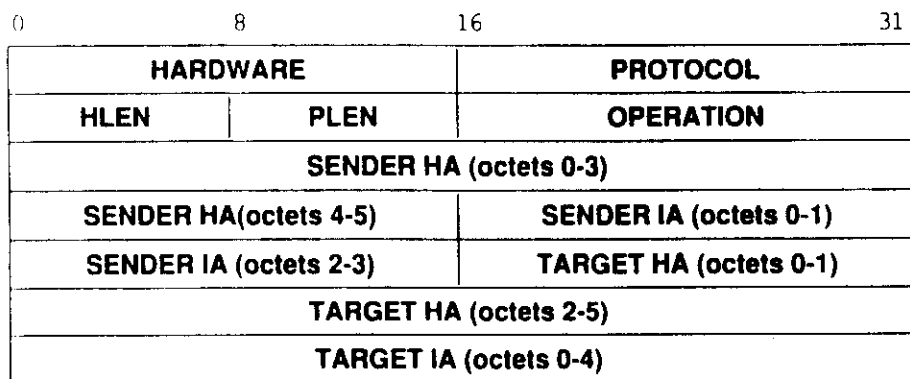 0 8 16 31
HARDWARE PROTOCOL
HLEN PLEN OPERATION
SENDER HA (octets 0-3)
SENDER HA(octets 4-5) SENDER IA (octets 0-1)
SENDER IA (octets 2-3) TARGET HA (octets 0-1)
TARGET HA (octets 2-5)
TARGET IA (octets 0-4)